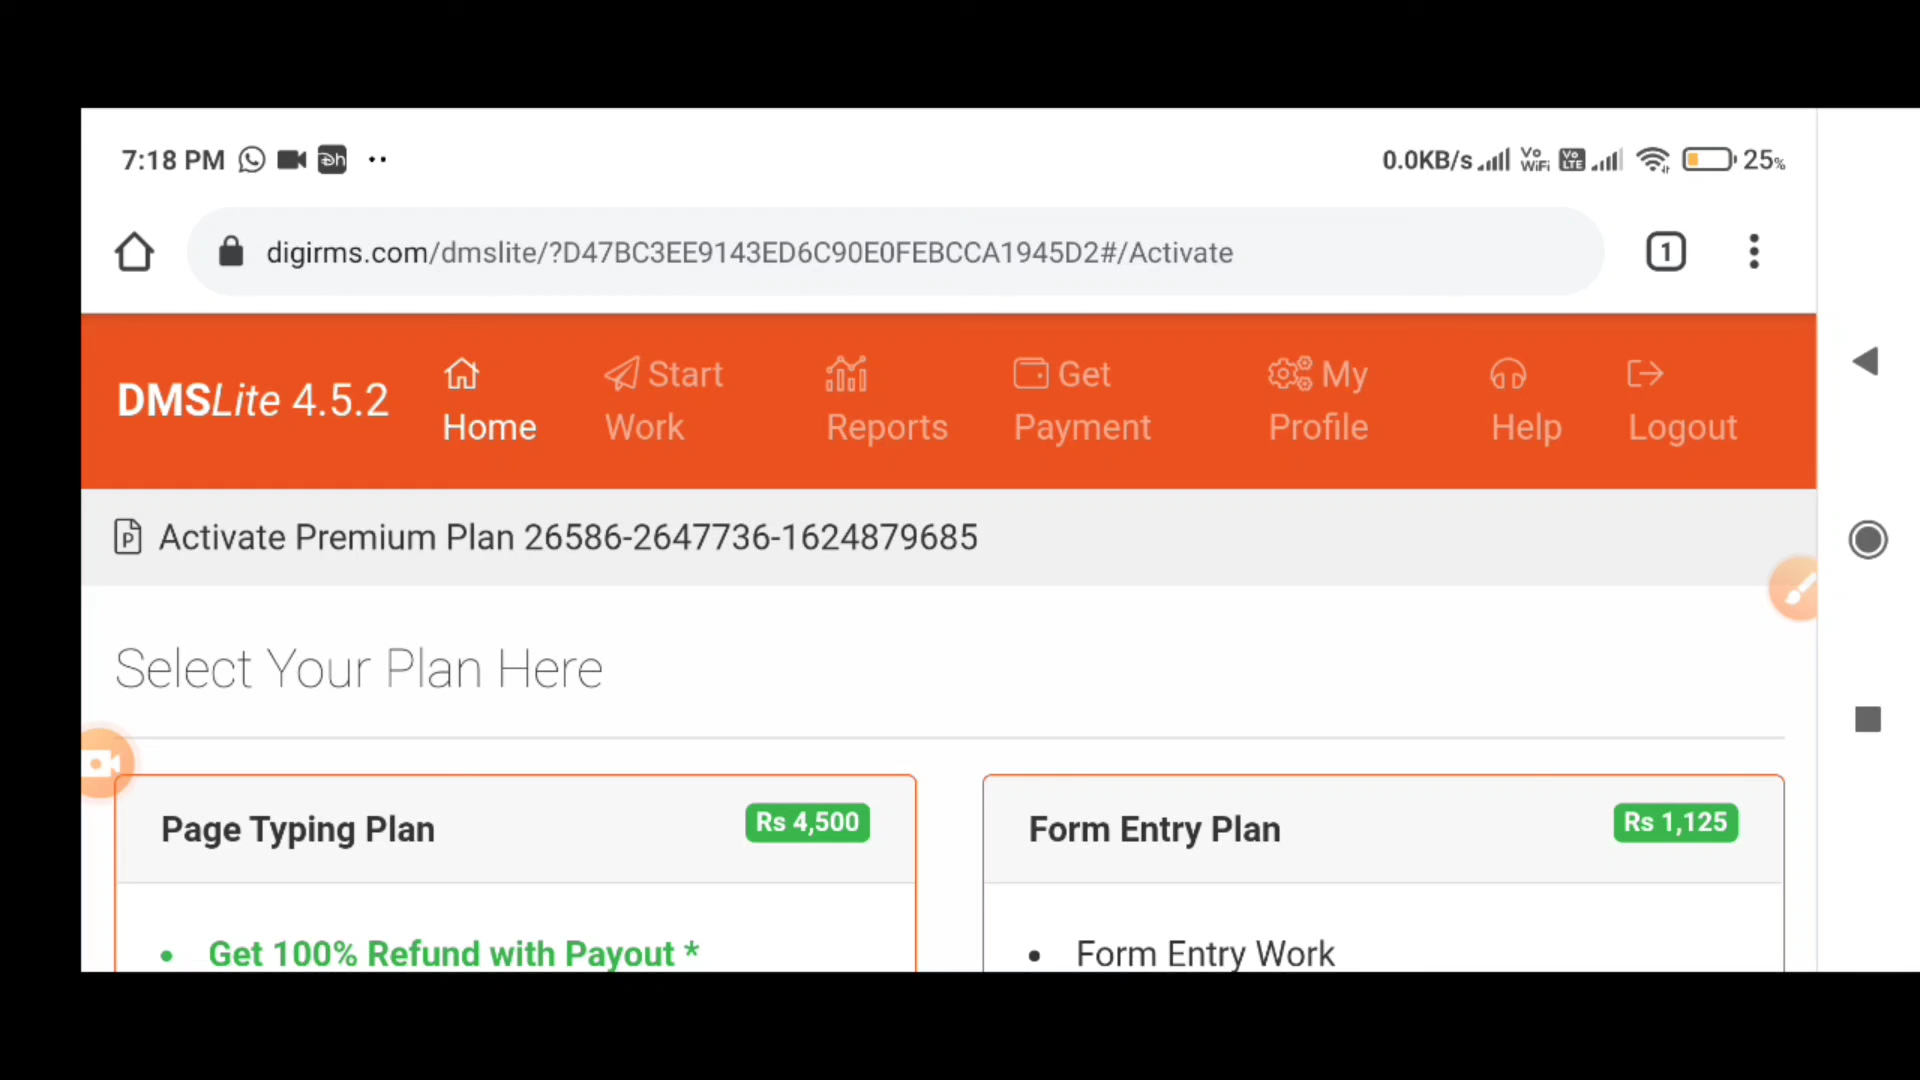 7:18 PM 0.0KB/s Vo WiFi Vo LTE 25%
digirms.com/dmslite/?D47BC3EE9143ED6C90E0FEBCCA1945D2#/Activate 1
DMSLite 4.5.2
Home
Start Work
Reports
Get Payment
My Profile
Help
Logout
Activate Premium Plan 26586-2647736-1624879685
Select Your Plan Here
Page Typing Plan Rs 4,500
Get 100% Refund with Payout *
Form Entry Plan Rs 1,125
Form Entry Work